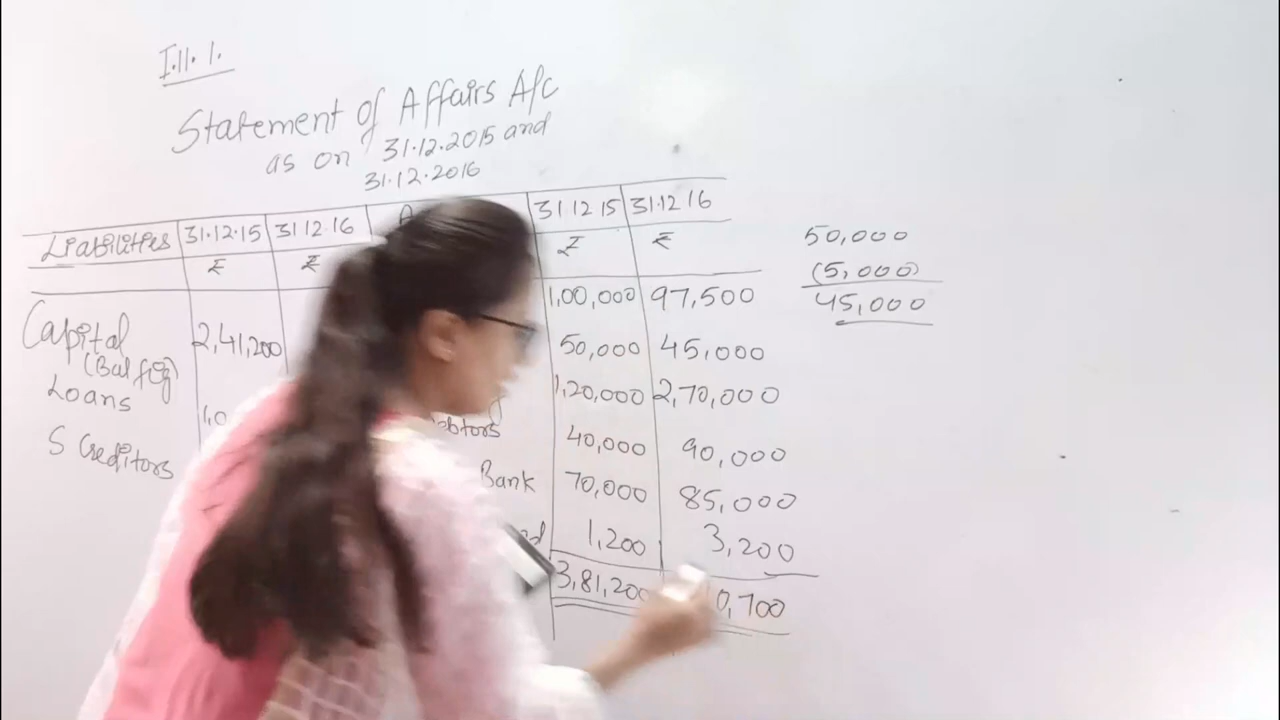 Ill. 1.
Statement of Affairs A/c
as on 31.12.2015 and
31.12.2016
Liabilities 31.12.15 31.12.16 31.12.15 31.12.16
₹ ₹ ₹ ₹
1,00,000 97,500
Capital 2,41,200 50,000 45,000
(Bal fig)
Loans 1,20,000 2,70,000
S Creditors 40,000 90,000
Bank 70,000 85,000
1,200 3,200
3,81,200 0,700
50,000
(5,000)
45,000